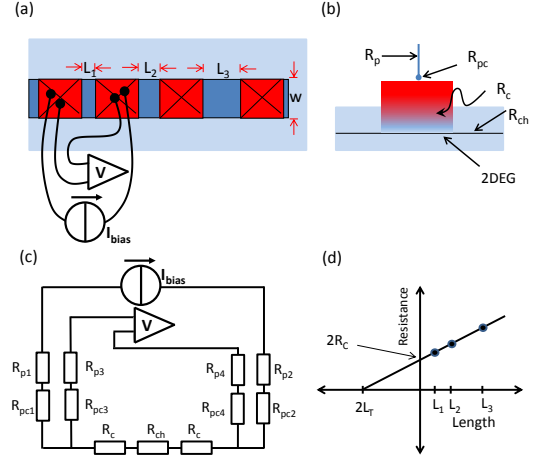 (a)
L1 L2 L3
W
V
Ibias
(b)
Rp
Rpc
Rc
Rch
2DEG
(c)
Ibias
V
Rp1 Rp3 Rp4 Rp2
Rpc1 Rpc3 Rpc4 Rpc2
Rc Rch Rc
(d)
Resistance
2RC
2LT L1 L2 L3
Length